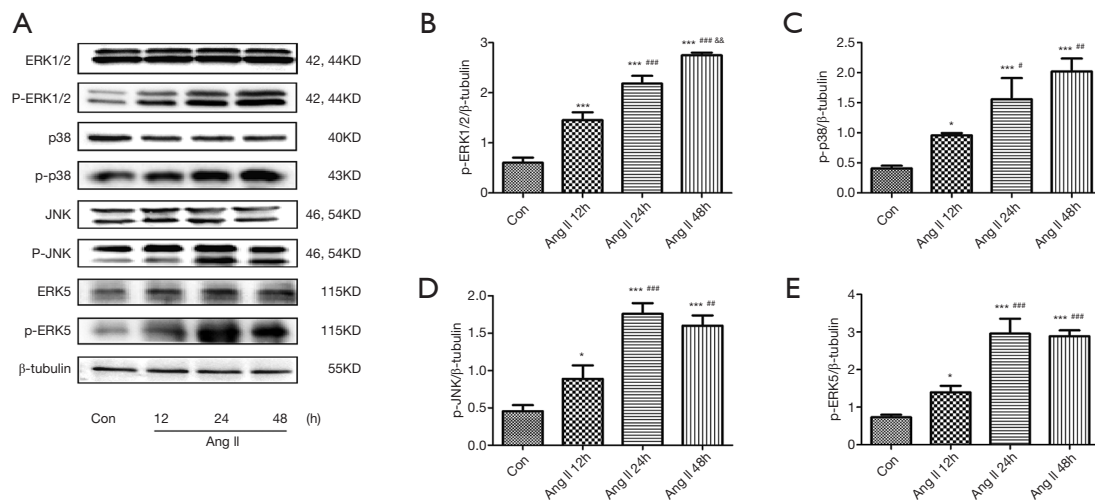 A
ERK1/2 42, 44KD
P-ERK1/2 42, 44KD
p38 40KD
p-p38 43KD
JNK 46, 54KD
P-JNK 46, 54KD
ERK5 115KD
p-ERK5 115KD
β-tubulin 55KD
Con 12 24 48 (h)
Ang II
B
p-ERK1/2/β-tubulin
3
2
1
0
***
*** ###
*** ### &&
Con
Ang II 12h
Ang II 24h
Ang II 48h
C
p-p38/β-tubulin
2.5
2.0
1.5
1.0
0.5
0.0
*
*** #
*** ##
Con
Ang II 12h
Ang II 24h
Ang II 48h
D
p-JNK/β-tubulin
2.0
1.5
1.0
0.5
0.0
*
*** ###
*** ##
Con
Ang II 12h
Ang II 24h
Ang II 48h
E
p-ERK5/β-tubulin
4
3
2
1
0
*
*** ###
*** ###
Con
Ang II 12h
Ang II 24h
Ang II 48h